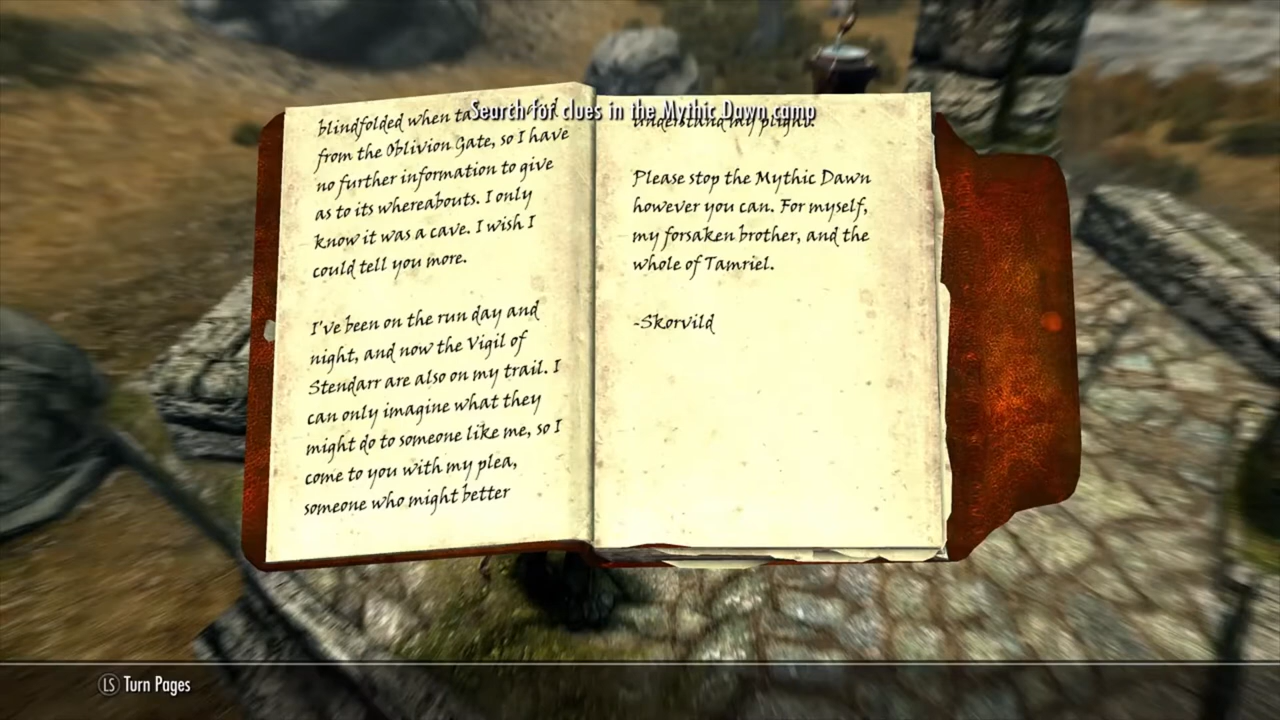 Search for clues in the Mythic Dawn camp
blindfolded when
from the Oblivion Gate, so I have
no further information to give
as to its whereabouts. I only
know it was a cave. I wish I
could tell you more.
I've been on the run day and
night, and now the Vigil of
Stendarr are also on my trail. I
can only imagine what they
might do to someone like me, so I
come to you with my plea,
someone who might better
understand my plight.
Please stop the Mythic Dawn
however you can. For myself,
my forsaken brother, and the
whole of Tamriel.
-Skorvild
LS Turn Pages